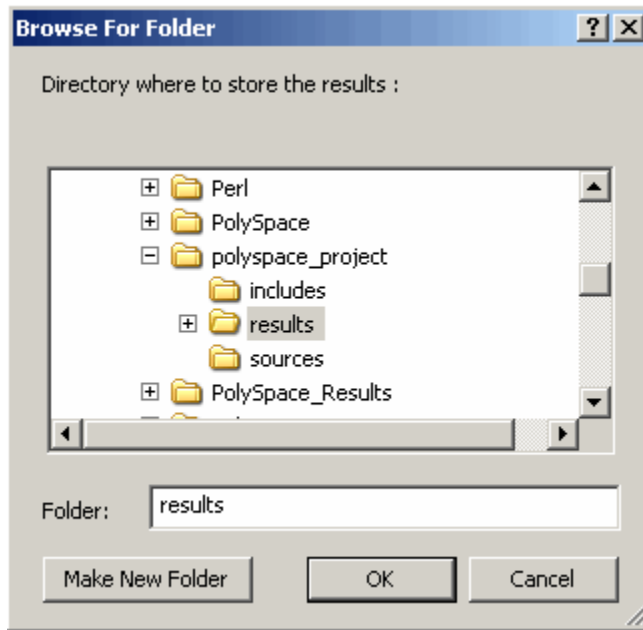 Browse For Folder
Directory where to store the results :
Perl
PolySpace
polyspace_project
includes
results
sources
PolySpace_Results
Folder: results
Make New Folder OK Cancel